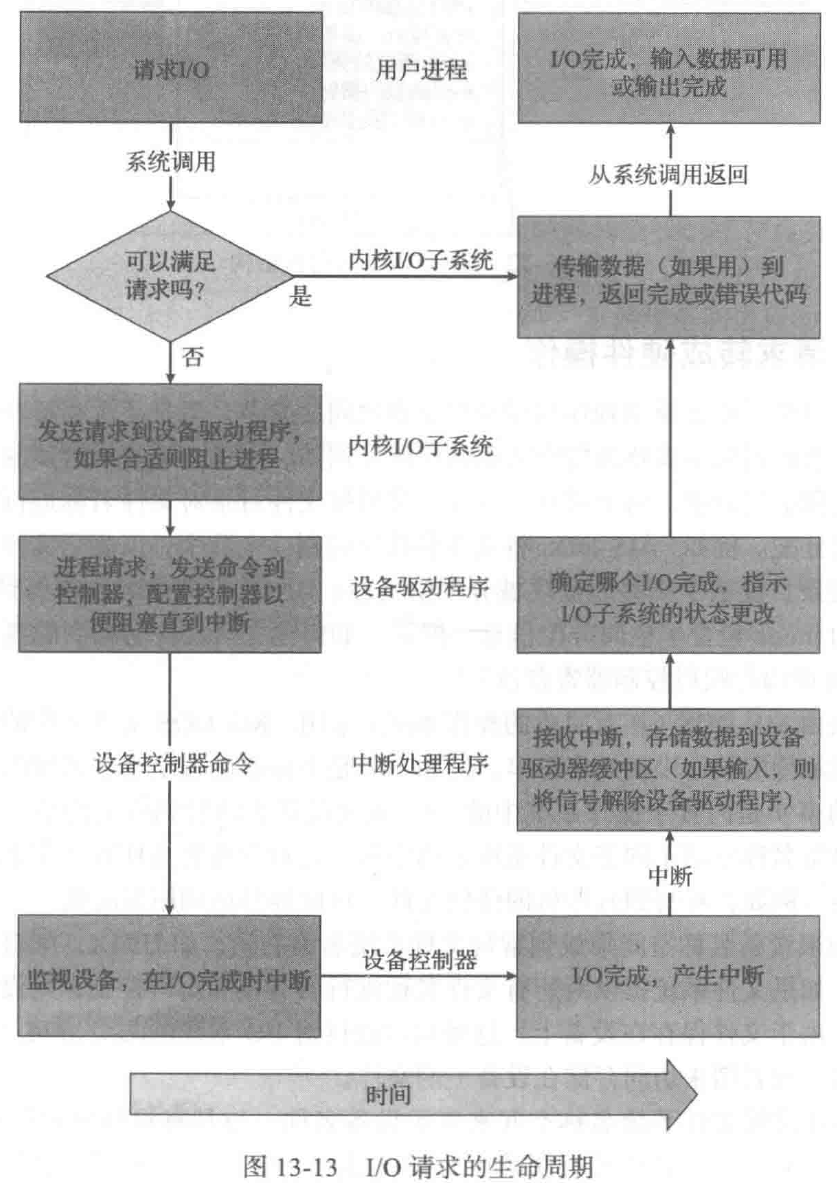 请求I/O
用户进程
I/O完成，输入数据可用
或输出完成
系统调用
从系统调用返回
可以满足
请求吗？
是
内核I/O子系统
传输数据（如果用）到
进程，返回完成或错误代码
否
发送请求到设备驱动程序，
如果合适则阻止进程
内核I/O子系统
进程请求，发送命令到
控制器，配置控制器以
便阻塞直到中断
设备驱动程序
确定哪个I/O完成，指示
I/O子系统的状态更改
设备控制器命令
中断处理程序
接收中断，存储数据到设备
驱动器缓冲区（如果输入，则
将信号解除设备驱动程序）
中断
监视设备，在I/O完成时中断
设备控制器
I/O完成，产生中断
时间
图 13-13 I/O 请求的生命周期